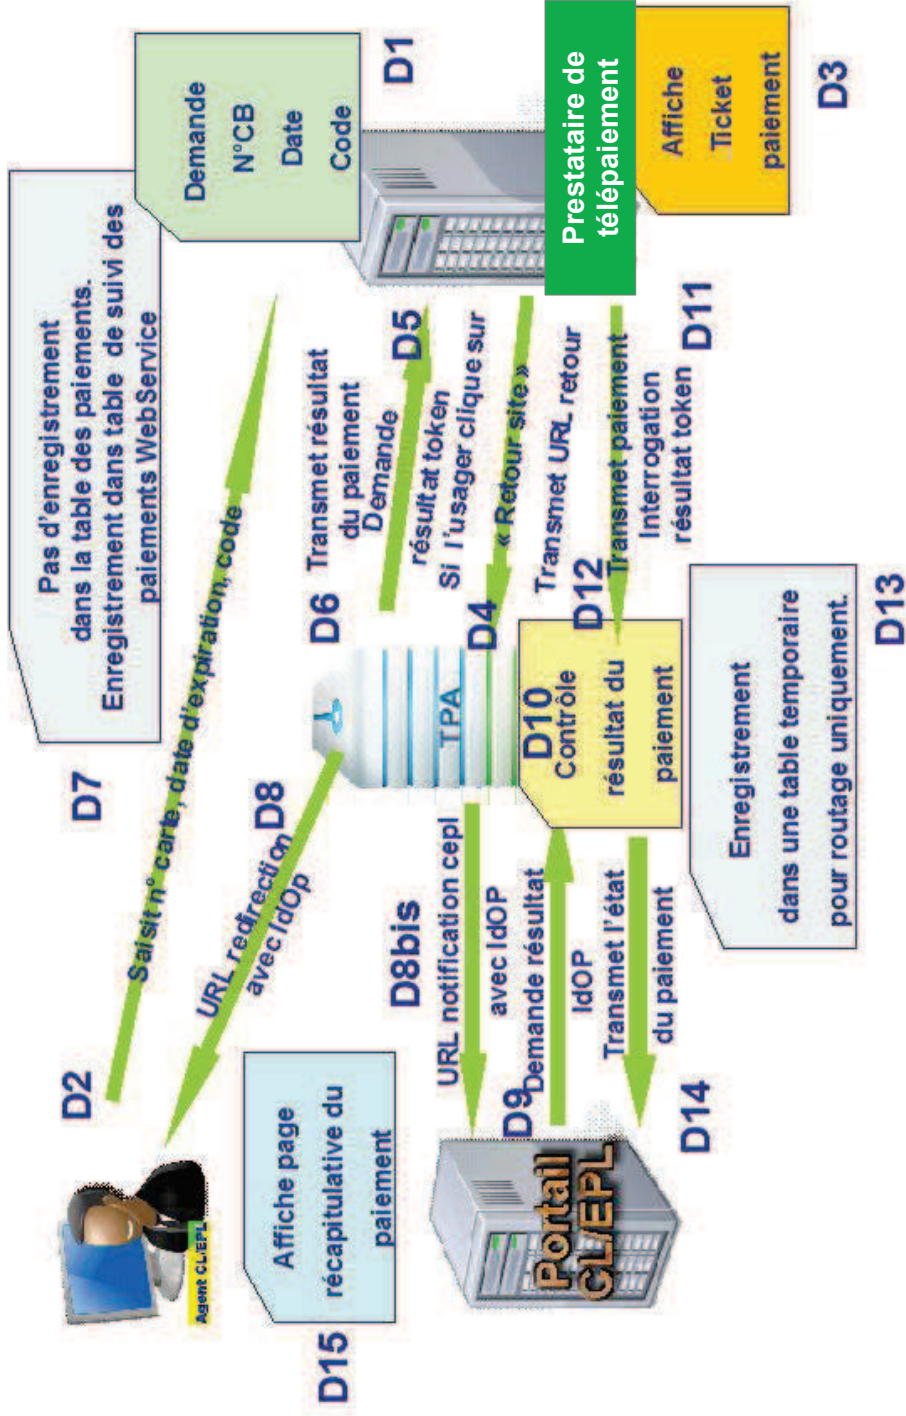 D7
Pas d'enregistrement
dans la table des paiements.
Enregistrement dans table de suivi des
paiements WebService
Demande
N°CB
Date
Code
D1
D2
Saisit n° carte, date d'expiration, code
Agent CL/EPL
D8
URL redirection
avec IdOp
D6
Transmet résultat
du paiement
D5
Demande
résultat token
Si l'usager clique sur
« Retour site »
D4
Transmet URL retour
D15
Affiche page
récapitulative du
paiement
TPA
Prestataire de
télépaiement
Affiche
Ticket
paiement
D3
D8bis
URL notification cepl
avec IdOP
D9
Demande résultat
IdOP
D10
Contrôle
résultat du
paiement
D12
Transmet paiement
Interrogation
résultat token
D11
Portail
CL/EPL
Transmet l'état
du paiement
D14
Enregistrement
dans une table temporaire
pour routage uniquement.
D13